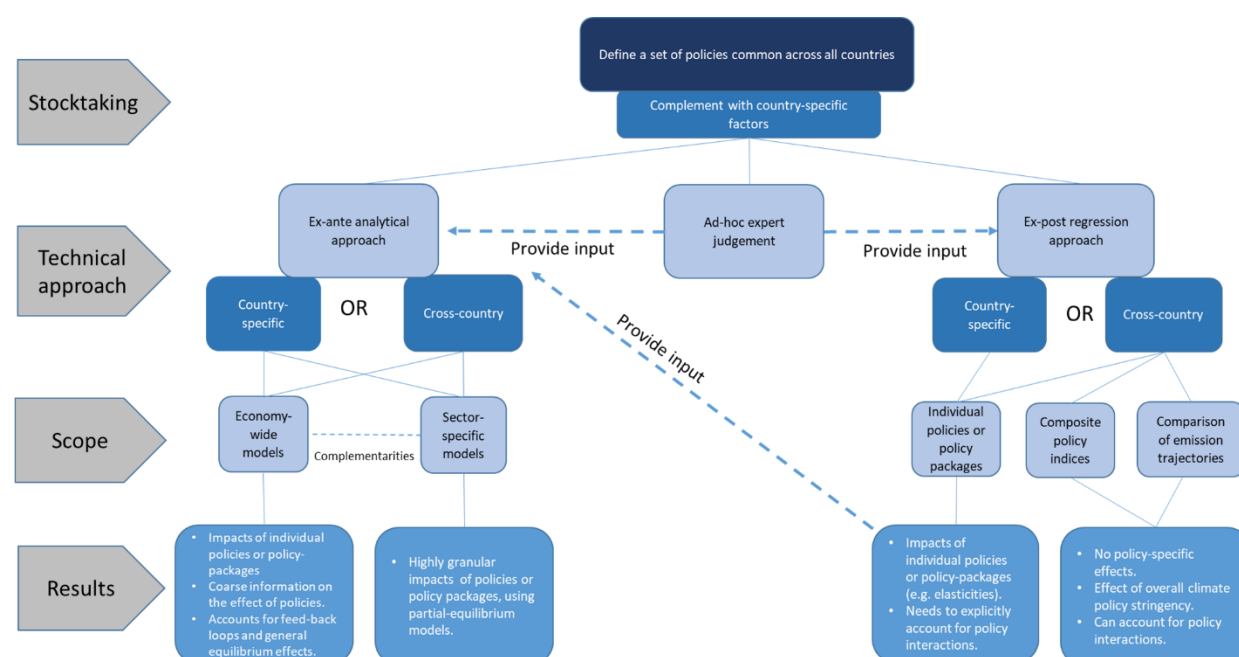 Define a set of policies common across all countries
Stocktaking
Complement with country-specific
factors
Ex-ante analytical
approach
Ad-hoc expert
judgement
Ex-post regression
approach
Provide input
Provide input
Technical
approach
Country-
specific
OR
Cross-country
Country-
specific
OR
Cross-country
Provide input
Scope
Economy-
wide
models
Complementarities
Sector-
specific
models
Individual
policies or
policy
packages
Composite
policy
indices
Comparison
of emission
trajectories
Results
• Impacts of individual
policies or policy-
packages
• Coarse information on
the effect of policies.
• Accounts for feed-back
loops and general
equilibrium effects.
• Highly granular
impacts of policies or
policy packages, using
partial-equilibrium
models.
• Impacts of
individual policies
or policy-packages
(e.g. elasticities).
• Needs to explicitly
account for policy
interactions.
• No policy-specific
effects.
• Effect of overall climate
policy stringency.
• Can account for policy
interactions.